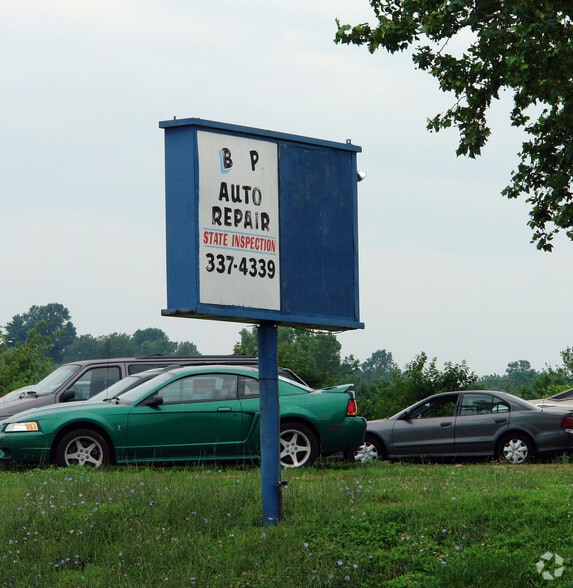 B P
AUTO
REPAIR
STATE INSPECTION
337-4339